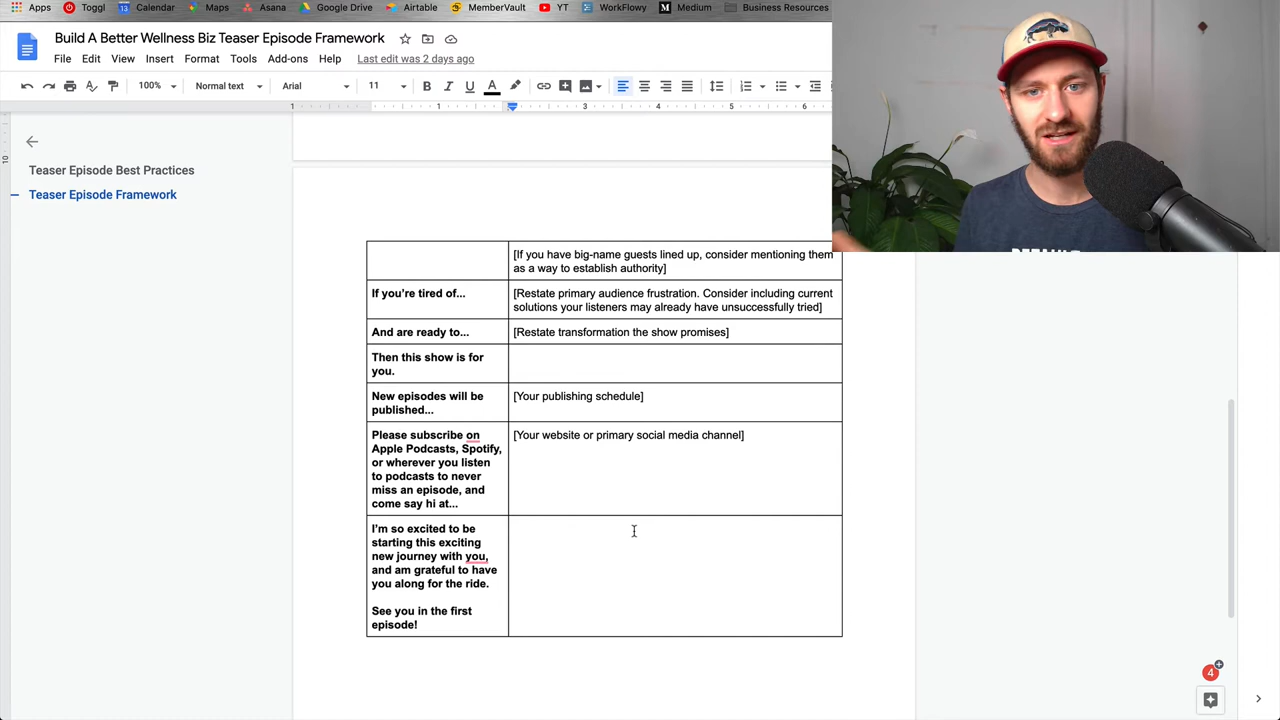 Apps Toggl 13 Calendar Maps Asana Google Drive Airtable MemberVault YT WorkFlowy Medium Business Resources
Build A Better Wellness Biz Teaser Episode Framework
File Edit View Insert Format Tools Add-ons Help Last edit was 2 days ago
100% Normal text Arial 11 B I U A
1 1 3 4 5 6
Teaser Episode Best Practices
Teaser Episode Framework
[If you have big-name guests lined up, consider mentioning them
as a way to establish authority]
If you're tired of...
[Restate primary audience frustration. Consider including current
solutions your listeners may already have unsuccessfully tried]
And are ready to...
[Restate transformation the show promises]
Then this show is for
you.
New episodes will be
published...
[Your publishing schedule]
Please subscribe on
Apple Podcasts, Spotify,
or wherever you listen
to podcasts to never
miss an episode, and
come say hi at...
[Your website or primary social media channel]
I'm so excited to be
starting this exciting
new journey with you,
and am grateful to have
you along for the ride.
See you in the first
episode!
4